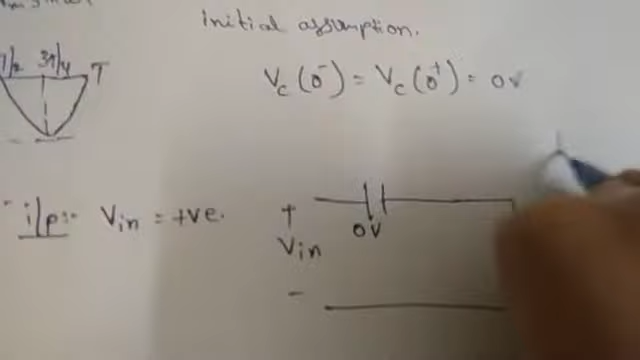 initial assumption.
T/2 3T/4 T
Vc(0⁻) = Vc(0⁺) = 0V
i/p:- Vin = +ve.
+
0V
Vin
-